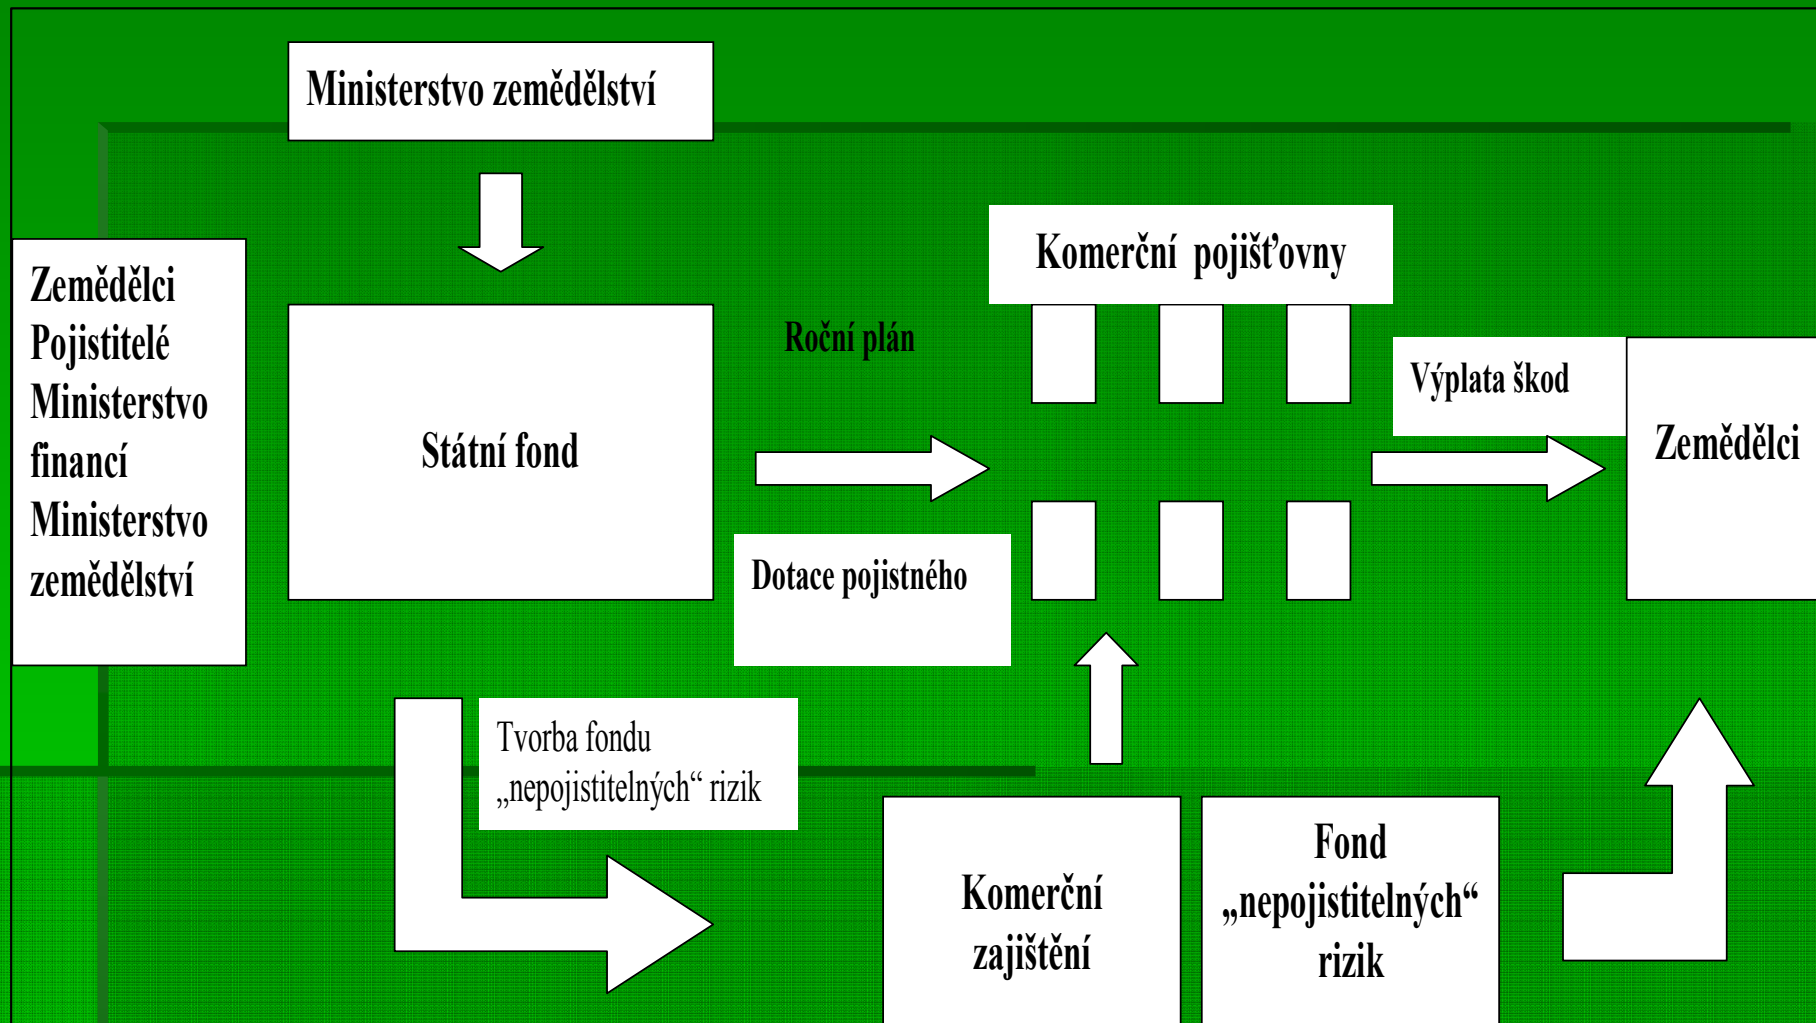 Ministerstvo zemědělství
Zemědělci
Pojistitelé
Ministerstvo
financí
Ministerstvo
zemědělství
Státní fond
Roční plán
Dotace pojistného
Komerční pojišťovny
Výplata škod
Zemědělci
Tvorba fondu
„nepojistitelných“ rizik
Komerční
zajištění
Fond
„nepojistitelných“
rizik